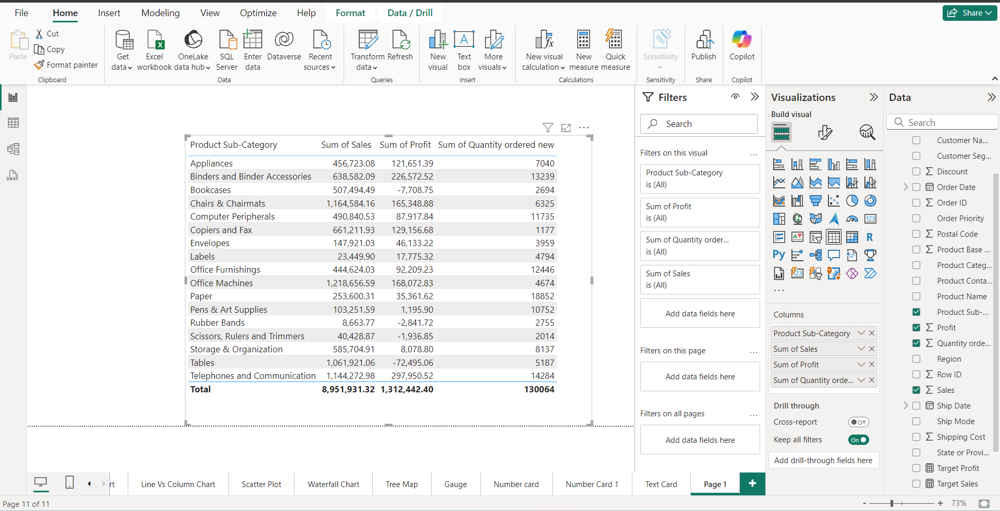 File Home Insert Modeling View Optimize Help Format Data / Drill Share
Paste Cut
Copy
Format painter
Clipboard
Get data Excel workbook OneLake data hub SQL Server Enter data Dataverse Recent sources
Data
Transform data Refresh
Queries
New visual Text box More visuals
Insert
New visual calculation New measure Quick measure
Calculations
Sensitivity
Sensitivity
Publish
Share
Copilot
Copilot
DAX
Product Sub-Category Sum of Sales Sum of Profit Sum of Quantity ordered new
Appliances 456,723.08 121,651.39 7040
Binders and Binder Accessories 638,582.09 226,572.52 13239
Bookcases 507,494.49 -7,708.75 2694
Chairs & Chairmats 1,164,584.16 165,348.88 6325
Computer Peripherals 490,840.53 87,917.84 11735
Copiers and Fax 661,211.93 129,156.68 1177
Envelopes 147,921.03 46,133.22 3959
Labels 23,449.90 17,775.32 4794
Office Furnishings 444,624.03 92,209.23 12446
Office Machines 1,218,656.59 168,072.83 4674
Paper 253,600.31 35,361.62 18852
Pens & Art Supplies 103,251.59 1,195.90 10752
Rubber Bands 8,663.77 -2,841.72 2755
Scissors, Rulers and Trimmers 40,428.87 -1,936.85 2014
Storage & Organization 585,704.91 8,078.80 8137
Tables 1,061,921.06 -72,495.06 5187
Telephones and Communication 1,144,272.98 297,950.52 14284
Total 8,951,931.32 1,312,442.40 130064
Filters
Search
Filters on this visual ...
Product Sub-Category
is (All)
Sum of Profit
is (All)
Sum of Quantity order...
is (All)
Sum of Sales
is (All)
Add data fields here
Filters on this page ...
Add data fields here
Filters on all pages ...
Add data fields here
Visualizations
Build visual
123
R
Py
123
...
Columns
Product Sub-Category
Sum of Sales
Sum of Profit
Sum of Quantity orde...
Drill through
Cross-report Off
Keep all filters On
Add drill-through fields here
Data
Search
Customer Na...
Customer Seg...
Discount
Order Date
Order ID
Order Priority
Postal Code
Product Base ...
Product Categ...
Product Conta...
Product Name
Product Sub-...
Profit
Quantity orde...
Region
Row ID
Sales
Ship Date
Ship Mode
Shipping Cost
State or Provi...
Target Profit
Target Sales
rt Line Vs Column Chart Scatter Plot Waterfall Chart Tree Map Gauge Number card Number Card 1 Text Card Page 1 +
Page 11 of 11 - + 73%